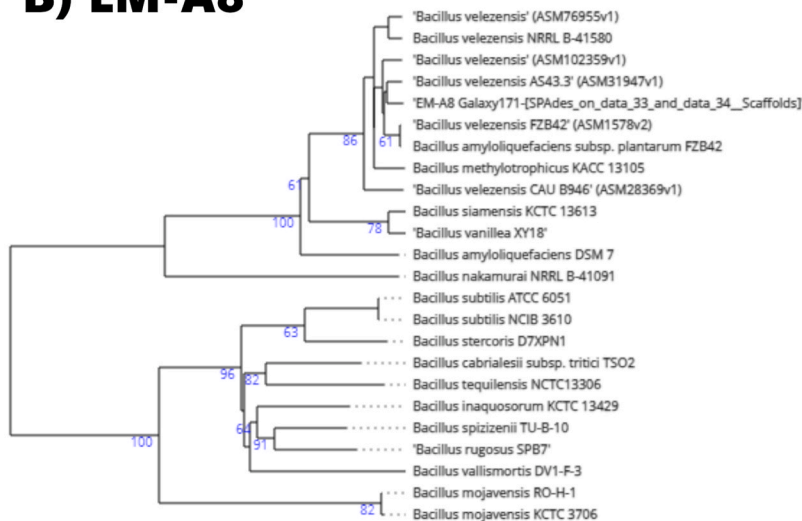 B) EM-A8
'Bacillus velezensis' (ASM76955v1)
Bacillus velezensis NRRL B-41580
'Bacillus velezensis' (ASM102359v1)
'Bacillus velezensis AS43.3' (ASM31947v1)
'EM-A8 Galaxy171-[SPAdes_on_data_33_and_data_34__Scaffolds]
'Bacillus velezensis FZB42' (ASM1578v2)
86
61
Bacillus amyloliquefaciens subsp. plantarum FZB42
Bacillus methylotrophicus KACC 13105
61
'Bacillus velezensis CAU B946' (ASM28369v1)
Bacillus siamensis KCTC 13613
100
78
'Bacillus vanillea XY18'
Bacillus amyloliquefaciens DSM 7
Bacillus nakamurai NRRL B-41091
Bacillus subtilis ATCC 6051
Bacillus subtilis NCIB 3610
63
Bacillus stercoris D7XPN1
Bacillus cabrialesii subsp. tritici TSO2
96
82
Bacillus tequilensis NCTC13306
Bacillus inaquosorum KCTC 13429
64
Bacillus spizizenii TU-B-10
100
91
'Bacillus rugosus SPB7'
Bacillus vallismortis DV1-F-3
Bacillus mojavensis RO-H-1
82
Bacillus mojavensis KCTC 3706